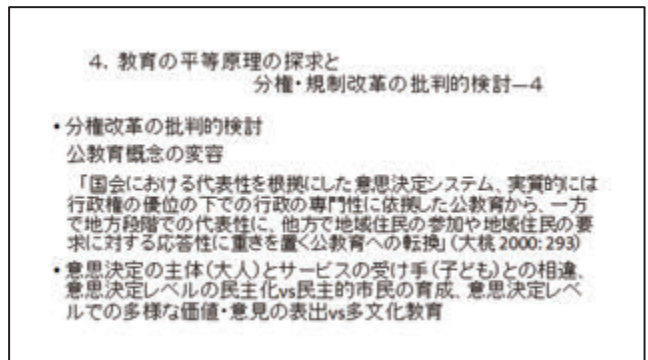 4．教育の平等原理の探求と
分権・規制改革の批判的検討―4
•分権改革の批判的検討
公教育概念の変容
「国会における代表性を根拠にした意思決定システム、実質的には
行政権の優位の下での行政の専門性に依拠した公教育から、一方
で地方段階での代表性に、他方で地域住民の参加や地域住民の要
求に対する応答性に重きを置く公教育への転換」（大桃 2000: 293）
•意思決定の主体（大人）とサービスの受け手（子ども）との相違、
意思決定レベルの民主化vs民主的市民の育成、意思決定レベ
ルでの多様な価値・意見の表出vs多文化教育